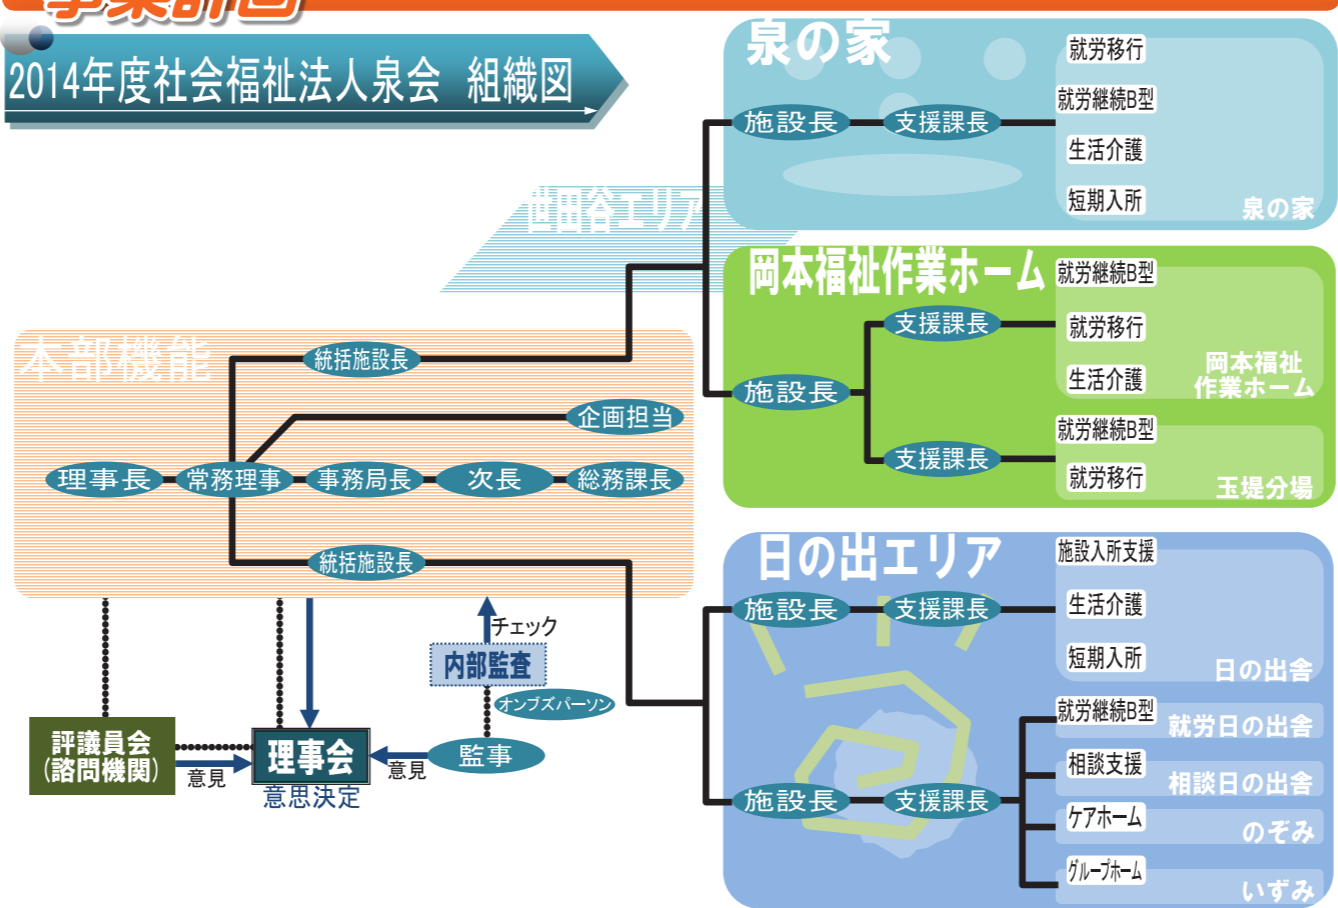 事業計画
2014年度社会福祉法人泉会 組織図
世田谷エリア
泉の家
施設長
支援課長
就労移行
就労継続B型
生活介護
短期入所
泉の家
岡本福祉作業ホーム
施設長
支援課長
就労継続B型
就労移行
生活介護
岡本福祉
作業ホーム
支援課長
就労継続B型
就労移行
玉堤分場
本部機能
統括施設長
企画担当
理事長
常務理事
事務局長
次長
総務課長
統括施設長
日の出エリア
施設長
支援課長
施設入所支援
生活介護
短期入所
日の出舎
施設長
支援課長
就労継続B型
就労日の出舎
相談支援
相談日の出舎
ケアホーム
のぞみ
グループホーム
いずみ
チェック
内部監査
オンブズパーソン
評議員会
(諮問機関)
意見
理事会
意思決定
意見
監事